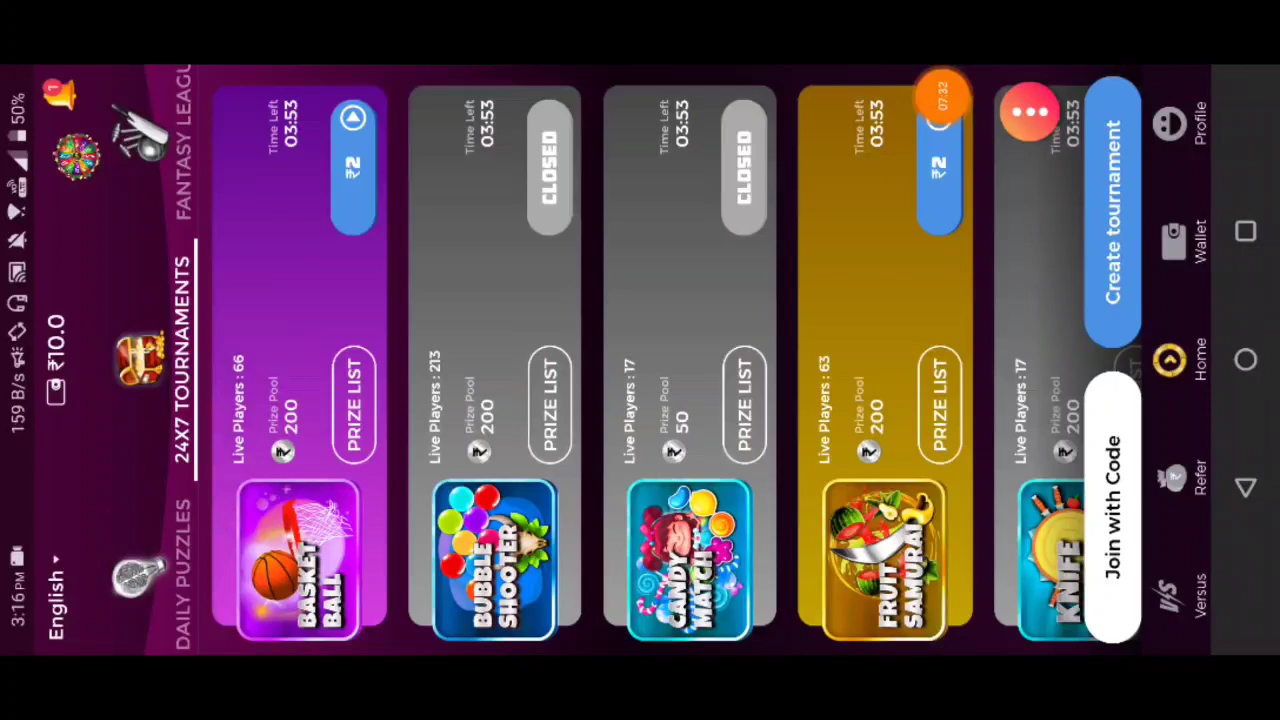 3:16 PM
159 B/s
50%
English
₹10.0
1
DAILY PUZZLES
24X7 TOURNAMENTS
FANTASY LEAGU
BASKET
BALL
Live Players : 66
Prize Pool
200
PRIZE LIST
Time Left
03:53
₹2
BUBBLE
SHOOTER
Live Players : 213
Prize Pool
200
PRIZE LIST
Time Left
03:53
CLOSED
CANDY
MATCH
Live Players : 17
Prize Pool
50
PRIZE LIST
Time Left
03:53
CLOSED
FRUIT
SAMURAI
Live Players : 63
Prize Pool
200
PRIZE LIST
Time Left
03:53
₹2
07:32
KNIFE
Live Players : 17
Prize Pool
200
03:53
Join with Code
Create tournament
V/S
Versus
Refer
Home
Wallet
Profile